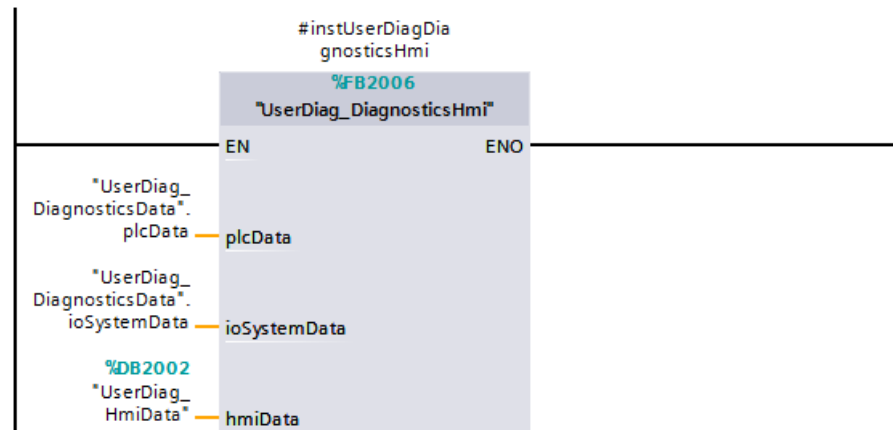 #instUserDiagDia
gnosticsHmi
%FB2006
"UserDiag_DiagnosticsHmi"
EN
ENO
"UserDiag_
DiagnosticsData".
plcData
plcData
"UserDiag_
DiagnosticsData".
ioSystemData
ioSystemData
%DB2002
"UserDiag_
HmiData"
hmiData